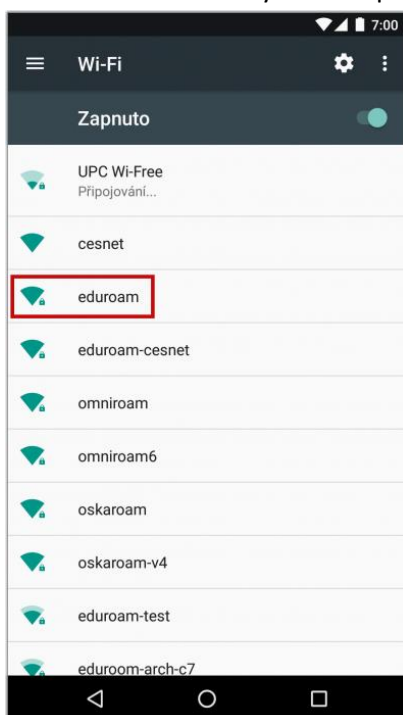 7:00
Wi-Fi
Zapnuto
UPC Wi-Free
Připojování...
cesnet
eduroam
eduroam-cesnet
omniroam
omniroam6
oskaroam
oskaroam-v4
eduroam-test
eduroom-arch-c7